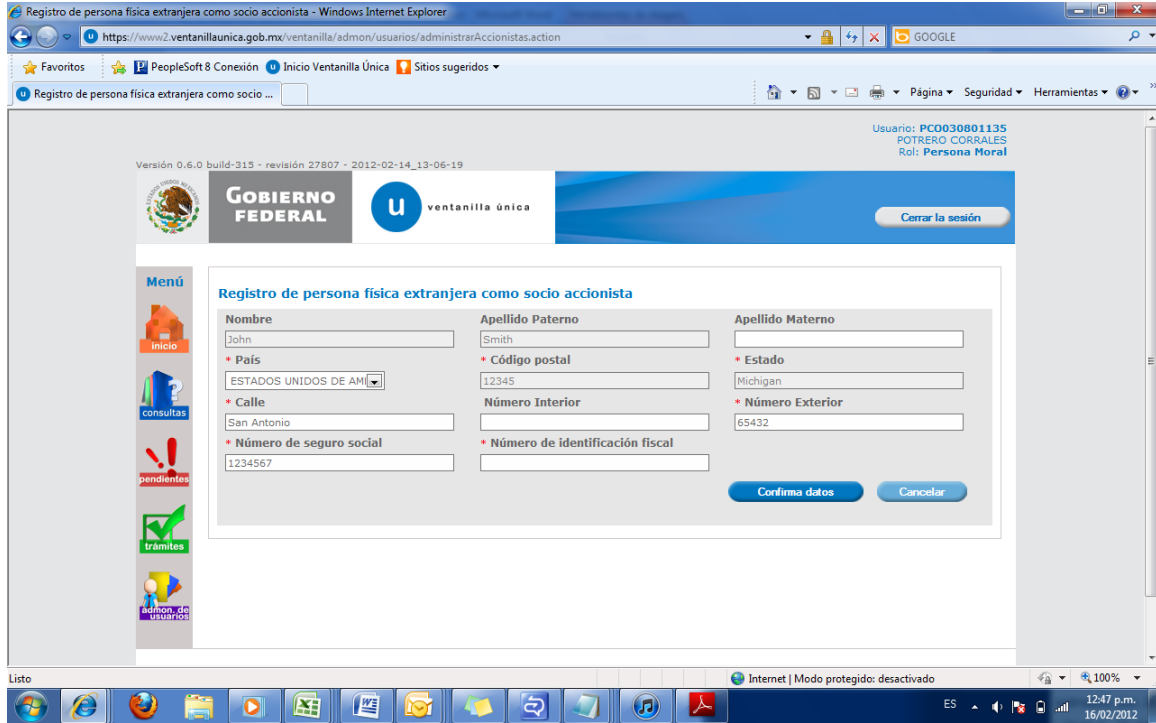 Registro de persona física extranjera como socio accionista - Windows Internet Explorer
https://www2.ventanillaunica.gob.mx/ventanilla/admon/usuarios/administrarAccionistas.action
GOOGLE
Favoritos PeopleSoft 8 Conexión Inicio Ventanilla Única Sitios sugeridos
Registro de persona física extranjera como socio ...
Página Seguridad Herramientas
Usuario: PCO030801135
POTRERO CORRALES
Rol: Persona Moral
Versión 0.6.0 build-315 - revisión 27807 - 2012-02-14_13-06-19
GOBIERNO
FEDERAL
u ventanilla única
Cerrar la sesión
Menú
inicio
consultas
pendientes
trámites
admon. de
usuarios
Registro de persona física extranjera como socio accionista
Nombre Apellido Paterno Apellido Materno
John Smith
* País * Código postal * Estado
ESTADOS UNIDOS DE AMI 12345 Michigan
* Calle Número Interior * Número Exterior
San Antonio 65432
* Número de seguro social * Número de identificación fiscal
1234567
Confirma datos Cancelar
Listo Internet | Modo protegido: desactivado 100%
ES 12:47 p.m.
16/02/2012